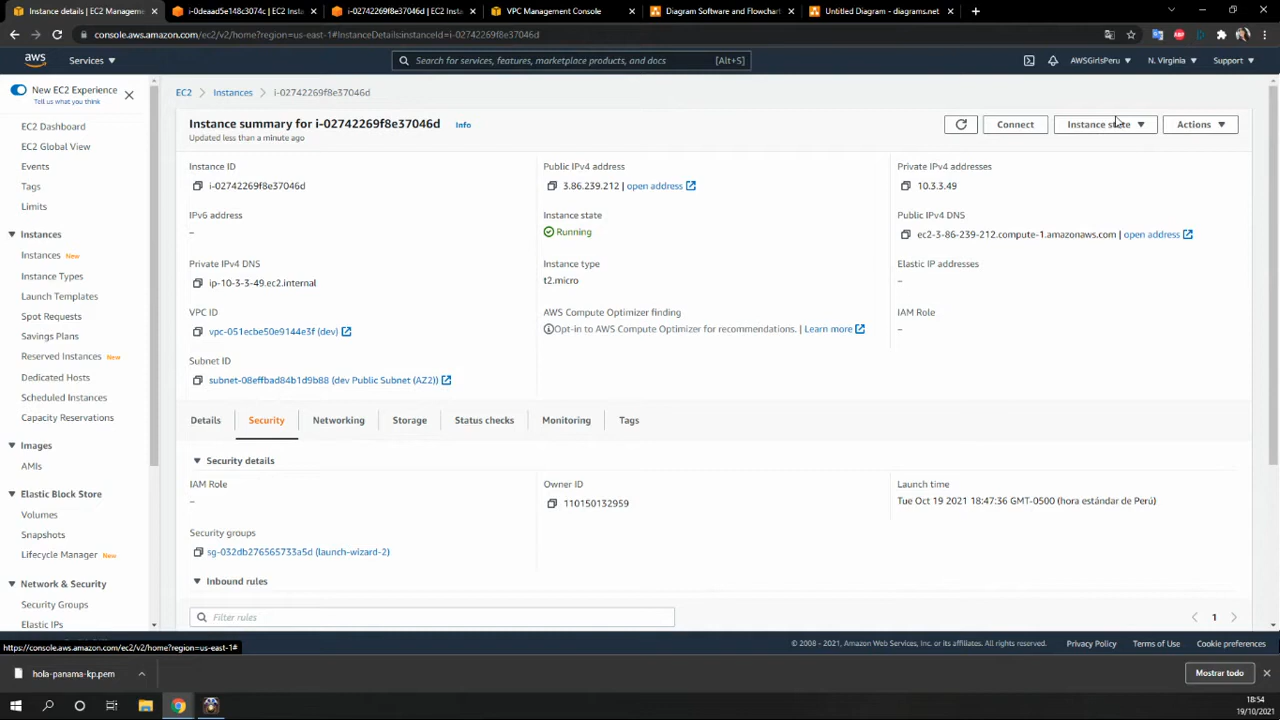 Instance details | EC2 Managemen
i-0deaad5e148c3074c | EC2 Instanc
i-02742269f8e37046d | EC2 Instanc
VPC Management Console
Diagram Software and Flowchart
Untitled Diagram - diagrams.net
console.aws.amazon.com/ec2/v2/home?region=us-east-1#InstanceDetails:instanceId=i-02742269f8e37046d
aws
Services
Search for services, features, marketplace products, and docs
[Alt+S]
AWSGirlsPeru
N. Virginia
Support
New EC2 Experience
Tell us what you think
EC2 Dashboard
EC2 Global View
Events
Tags
Limits
Instances
Instances New
Instance Types
Launch Templates
Spot Requests
Savings Plans
Reserved Instances New
Dedicated Hosts
Scheduled Instances
Capacity Reservations
Images
AMIs
Elastic Block Store
Volumes
Snapshots
Lifecycle Manager New
Network & Security
Security Groups
Elastic IPs
EC2 > Instances > i-02742269f8e37046d
Instance summary for i-02742269f8e37046d Info
Updated less than a minute ago
Connect
Instance state
Actions
Instance ID
i-02742269f8e37046d
Public IPv4 address
3.86.239.212 | open address
Private IPv4 addresses
10.3.3.49
IPv6 address
–
Instance state
Running
Public IPv4 DNS
ec2-3-86-239-212.compute-1.amazonaws.com | open address
Private IPv4 DNS
ip-10-3-3-49.ec2.internal
Instance type
t2.micro
Elastic IP addresses
–
VPC ID
vpc-051ecbe50e9144e3f (dev)
AWS Compute Optimizer finding
Opt-in to AWS Compute Optimizer for recommendations. | Learn more
IAM Role
–
Subnet ID
subnet-08effbad84b1d9b88 (dev Public Subnet (AZ2))
Details
Security
Networking
Storage
Status checks
Monitoring
Tags
Security details
IAM Role
–
Owner ID
110150132959
Launch time
Tue Oct 19 2021 18:47:36 GMT-0500 (hora estándar de Perú)
Security groups
sg-032db276565733a5d (launch-wizard-2)
Inbound rules
Filter rules
1
https://console.aws.amazon.com/ec2/v2/home?region=us-east-1#
© 2008 - 2021, Amazon Web Services, Inc. or its affiliates. All rights reserved.
Privacy Policy
Terms of Use
Cookie preferences
hola-panama-kp.pem
Mostrar todo
18:54
19/10/2021